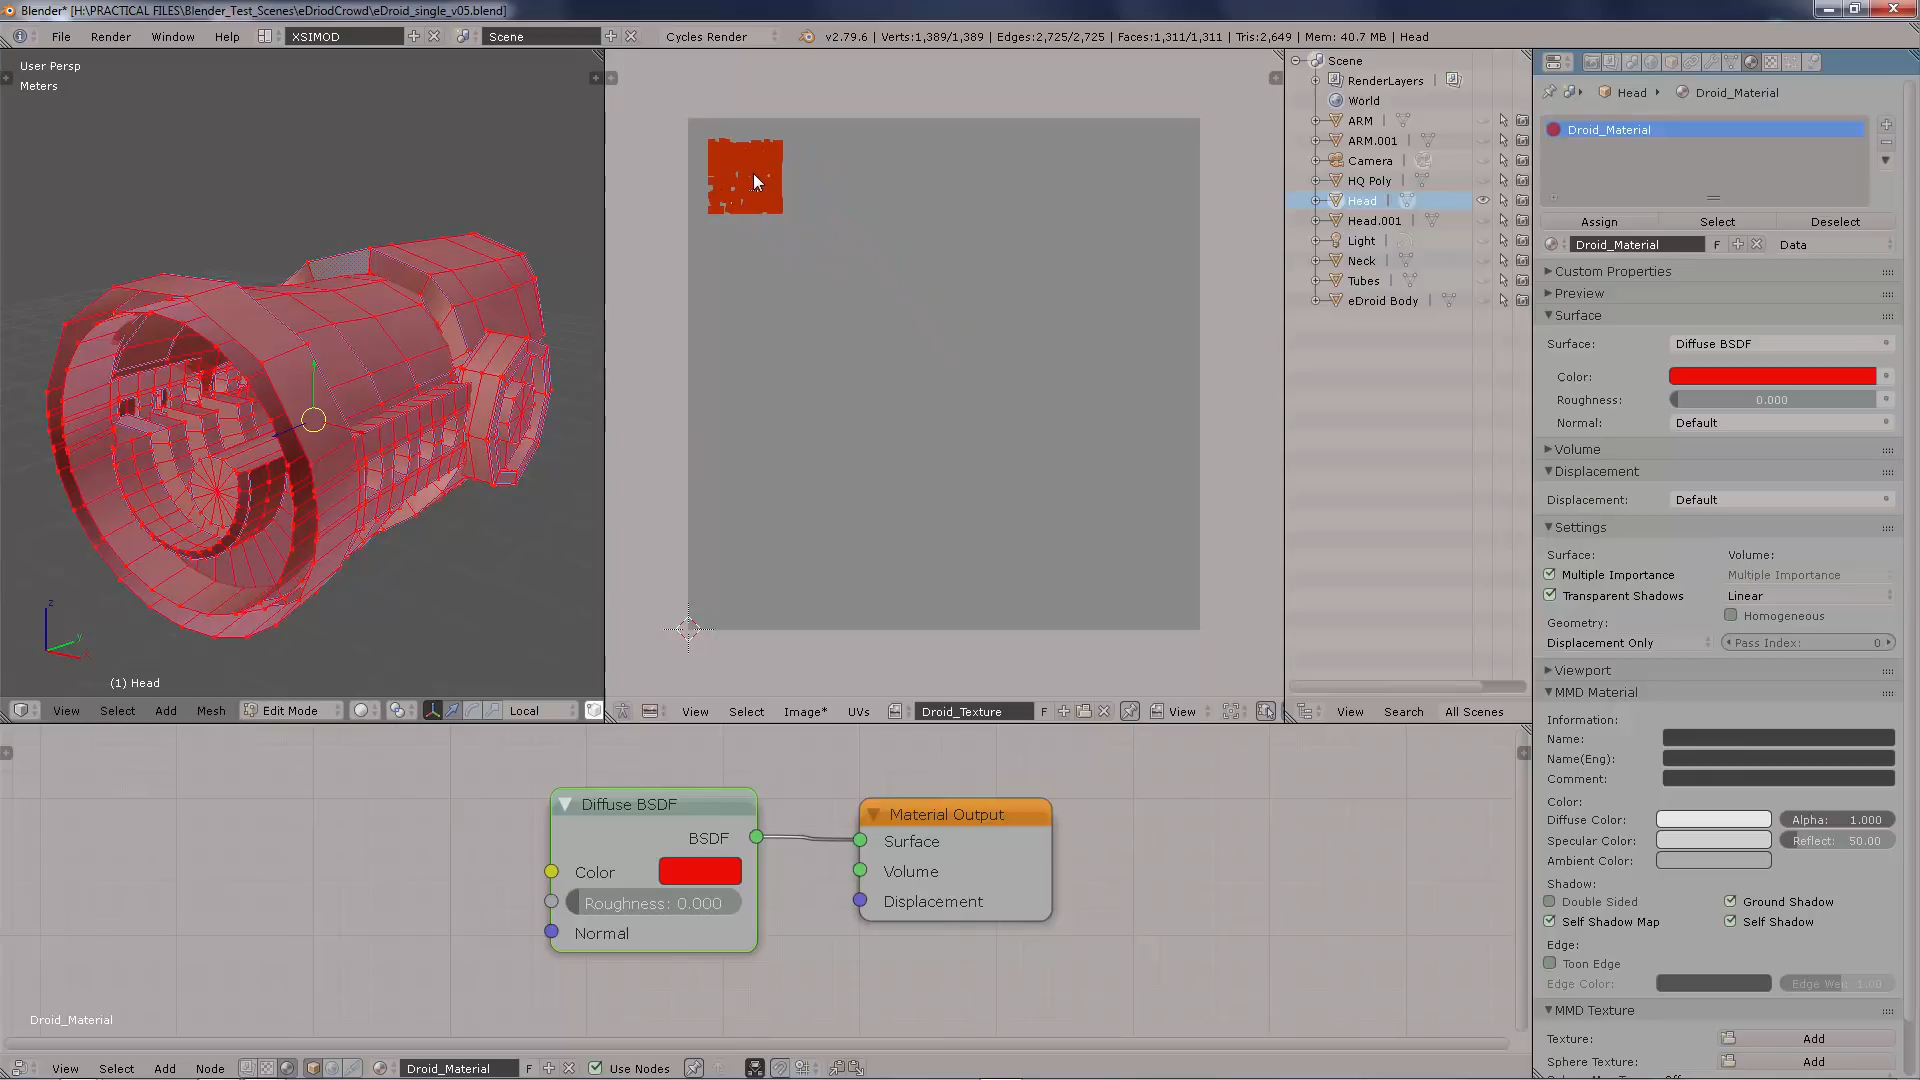 Blender* [H:\PRACTICAL FILES\Blender_Test_Scenes\eDriodCrowd\eDroid_single_v05.blend]
File Render Window Help XSIMOD Scene Cycles Render v2.79.6 | Verts:1,389/1,389 | Edges:2,725/2,725 | Faces:1,311/1,311 | Tris:2,649 | Mem: 40.7 MB | Head
User Persp
Meters
(1) Head
z
y
x
View Select Add Mesh Edit Mode Local
View Select Image* UVs Droid_Texture F View
Scene
RenderLayers
World
ARM
ARM.001
Camera
HQ Poly
Head
Head.001
Light
Neck
Tubes
eDroid Body
View Search All Scenes
Head Droid_Material
Droid_Material
Assign Select Deselect
Droid_Material F Data
Custom Properties
Preview
Surface
Surface: Diffuse BSDF
Color:
Roughness: 0.000
Normal: Default
Volume
Displacement
Displacement: Default
Settings
Surface: Volume:
Multiple Importance Multiple Importance
Transparent Shadows Linear
Homogeneous
Geometry:
Displacement Only Pass Index: 0
Viewport
MMD Material
Information:
Name:
Name(Eng):
Comment:
Color:
Diffuse Color: Alpha: 1.000
Specular Color: Reflect: 50.00
Ambient Color:
Shadow:
Double Sided Ground Shadow
Self Shadow Map Self Shadow
Edge:
Toon Edge
Edge Color: Edge Wei: 1.00
MMD Texture
Texture: Add
Sphere Texture: Add
Diffuse BSDF
BSDF
Color
Roughness: 0.000
Normal
Material Output
Surface
Volume
Displacement
Droid_Material
View Select Add Node Droid_Material F Use Nodes